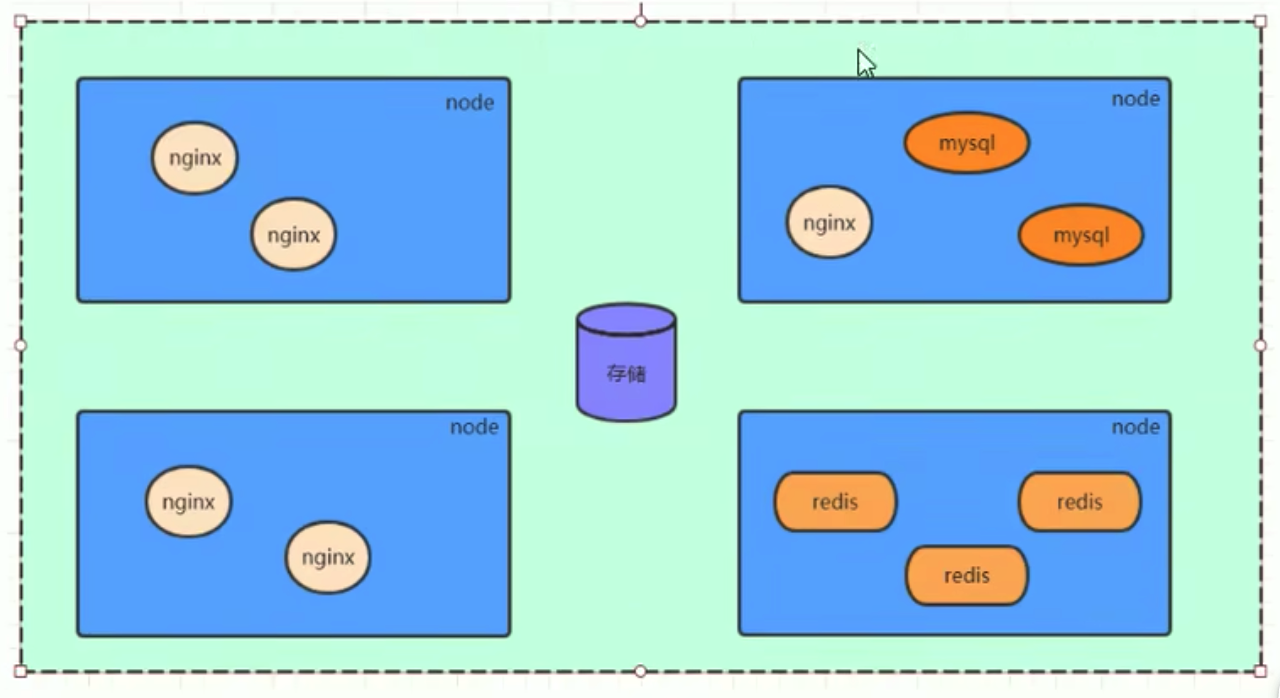 node
nginx
nginx
node
mysql
nginx
mysql
存储
node
nginx
nginx
node
redis
redis
redis